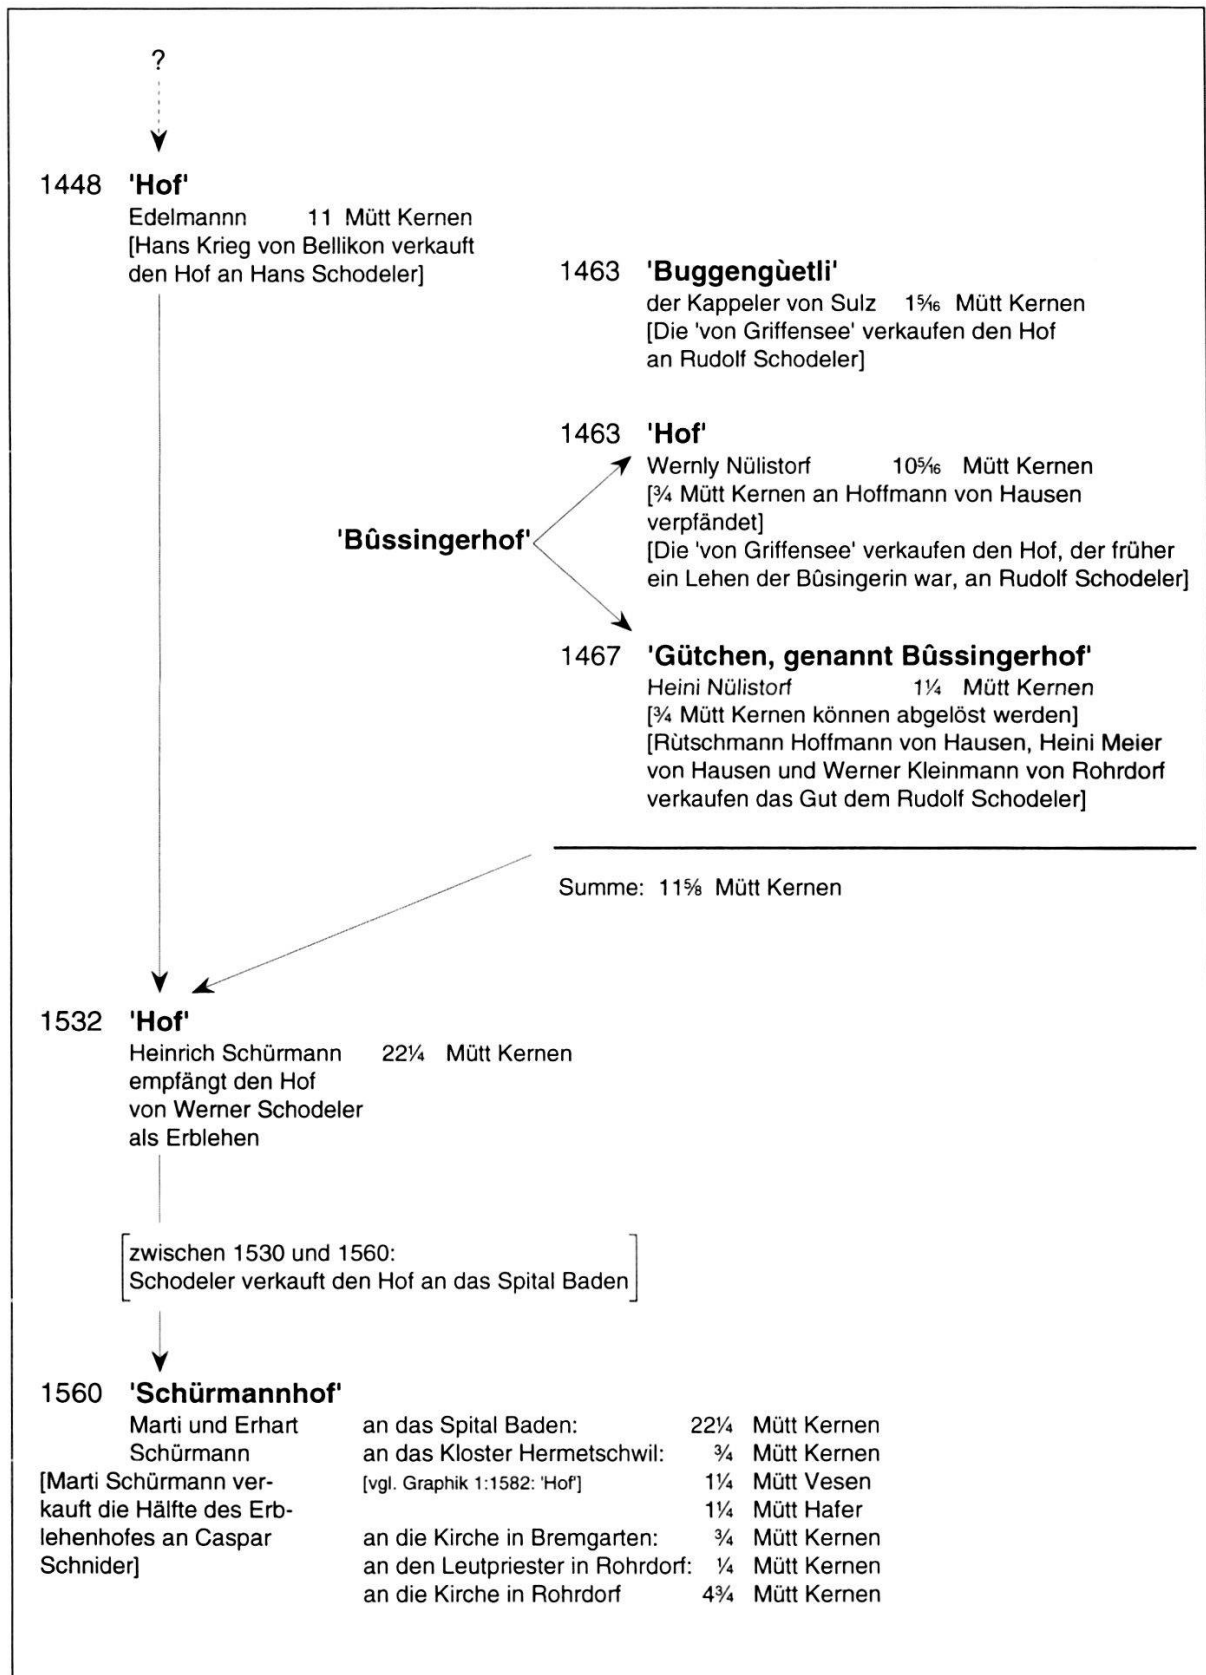 ?
1448 'Hof'
Edelmannn 11 Mütt Kernen
[Hans Krieg von Bellikon verkauft
den Hof an Hans Schodeler]
1463 'Buggengùetli'
der Kappeler von Sulz 1 5/16 Mütt Kernen
[Die 'von Griffensee' verkaufen den Hof
an Rudolf Schodeler]
1463 'Hof'
Wernly Nülistorf 10 5/16 Mütt Kernen
[¾ Mütt Kernen an Hoffmann von Hausen
verpfändet]
[Die 'von Griffensee' verkaufen den Hof, der früher
ein Lehen der Bûsingerin war, an Rudolf Schodeler]
'Bûssingerhof'
1467 'Gütchen, genannt Bûssingerhof'
Heini Nülistorf 1¼ Mütt Kernen
[¾ Mütt Kernen können abgelöst werden]
[Rùtschmann Hoffmann von Hausen, Heini Meier
von Hausen und Werner Kleinmann von Rohrdorf
verkaufen das Gut dem Rudolf Schodeler]
Summe: 11⅝ Mütt Kernen
1532 'Hof'
Heinrich Schürmann 22¼ Mütt Kernen
empfängt den Hof
von Werner Schodeler
als Erblehen
[zwischen 1530 und 1560:
Schodeler verkauft den Hof an das Spital Baden]
1560 'Schürmannhof'
Marti und Erhart an das Spital Baden: 22¼ Mütt Kernen
Schürmann an das Kloster Hermetschwil: ¾ Mütt Kernen
[Marti Schürmann ver- [vgl. Graphik 1:1582: 'Hof'] 1¼ Mütt Vesen
kauft die Hälfte des Erb- 1¼ Mütt Hafer
lehenhofes an Caspar an die Kirche in Bremgarten: ¾ Mütt Kernen
Schnider] an den Leutpriester in Rohrdorf: ¼ Mütt Kernen
an die Kirche in Rohrdorf 4¾ Mütt Kernen